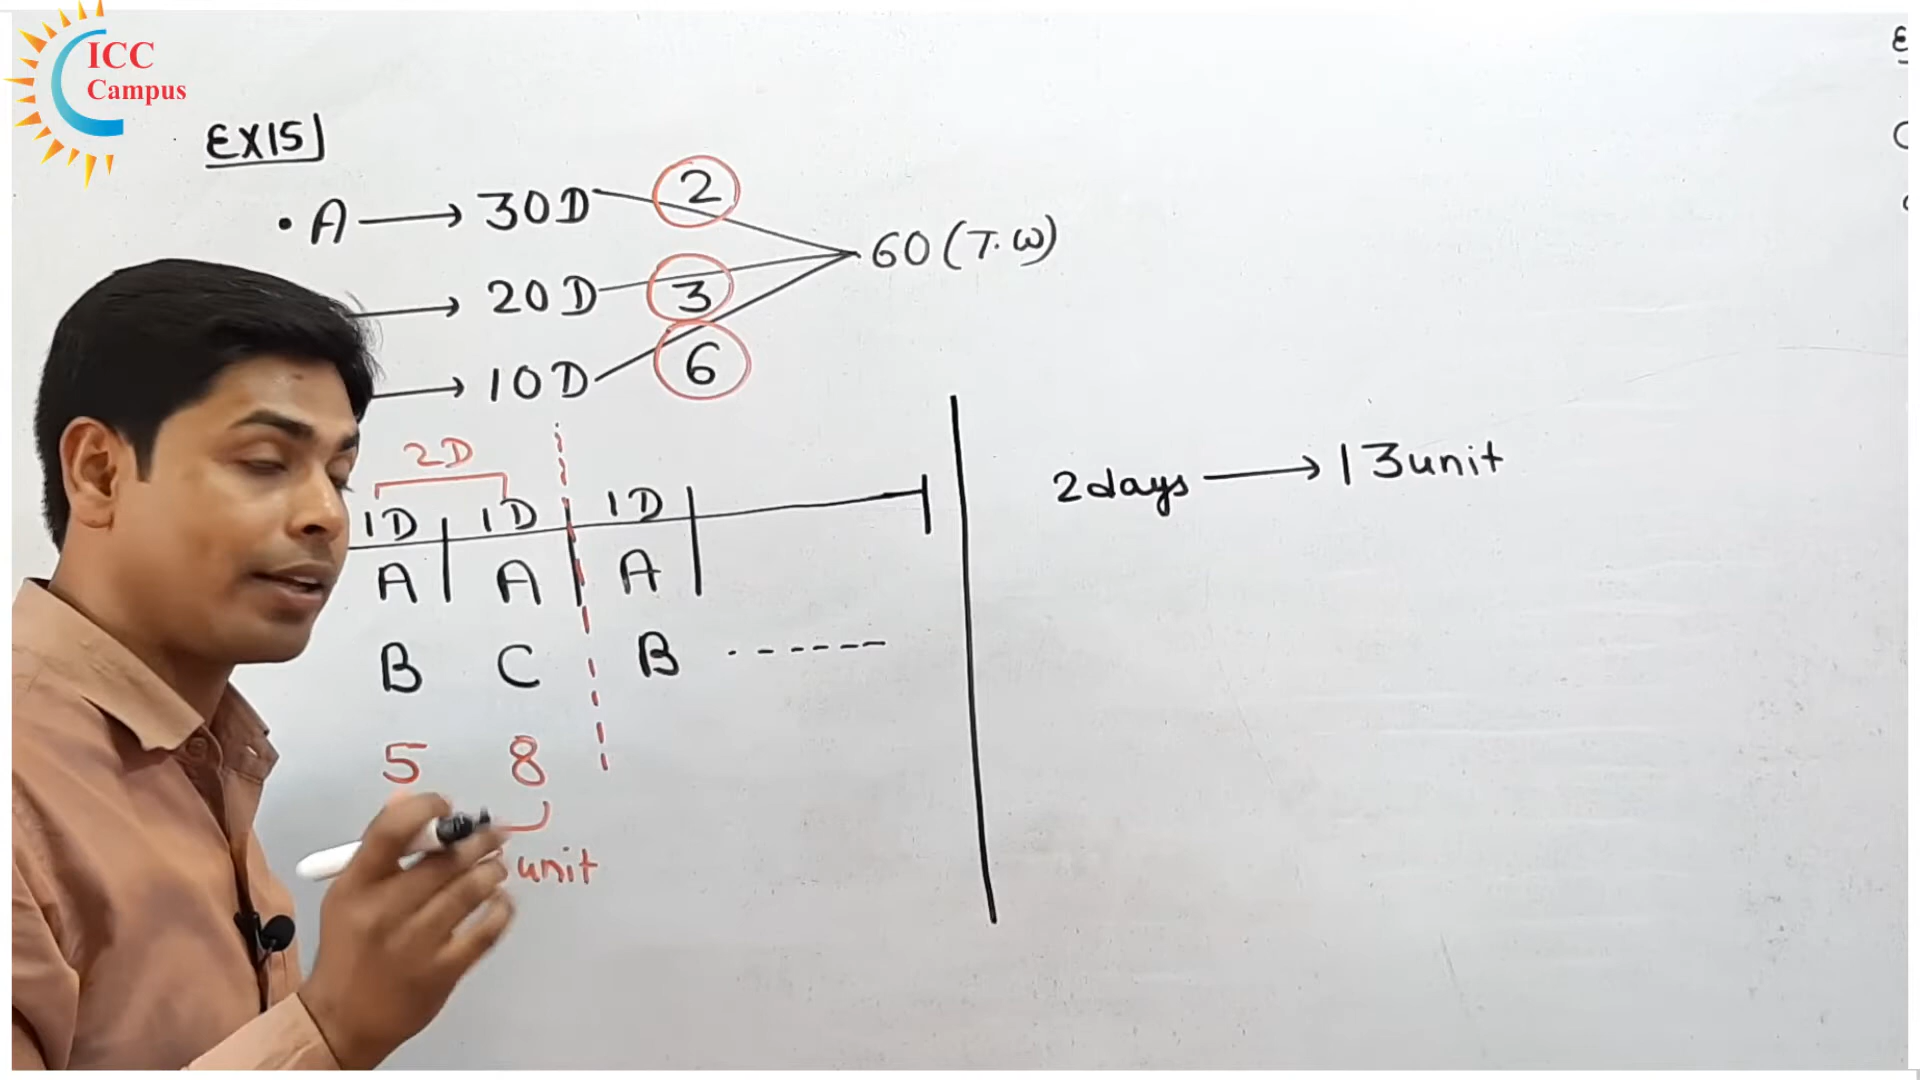 ICC
Campus
EX15
• A → 30D 2
→ 20D 3 60 (T.W)
→ 10D 6
2D
1D 1D 1D
A A A
B C B ------
5 8
unit
2days → 13unit